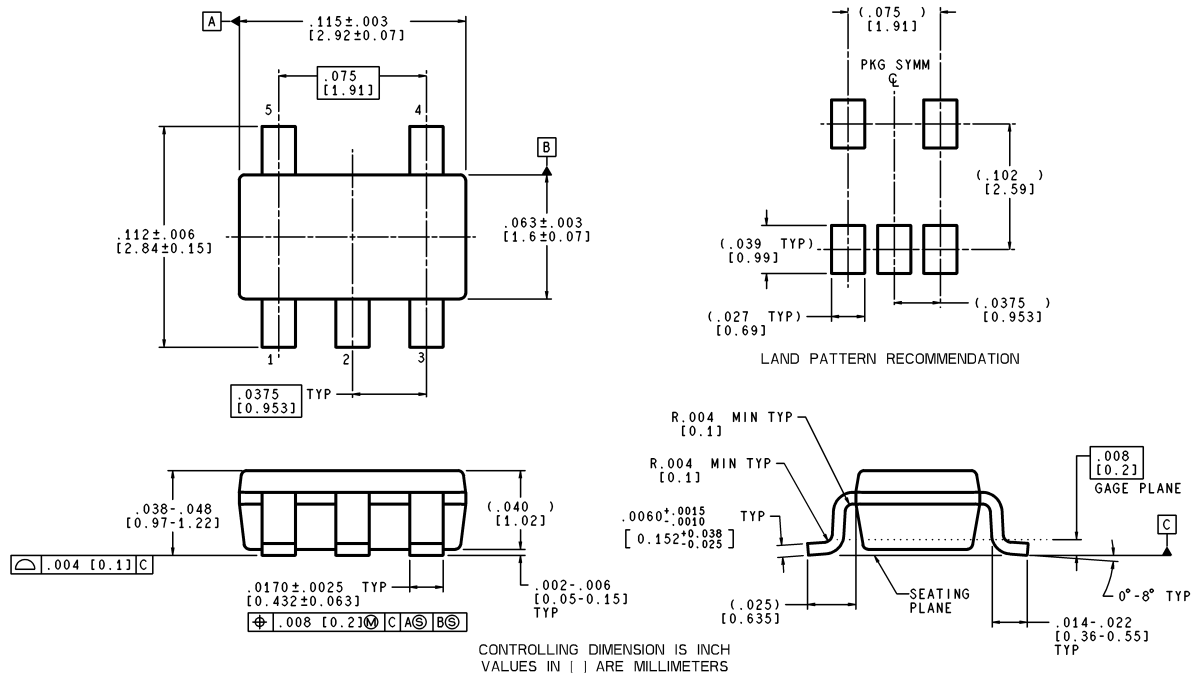 A
.115±.003
[2.92±0.07]
.075
[1.91]
5
4
B
.112±.006
[2.84±0.15]
.063±.003
[1.6±0.07]
1
2
3
.0375 TYP
[0.953]
(.075 )
[1.91]
PKG SYMM
℄
(.102 )
[2.59]
(.039 TYP)
[0.99]
(.027 TYP)
[0.69]
(.0375 )
[0.953]
LAND PATTERN RECOMMENDATION
.038-.048
[0.97-1.22]
(.040 )
[1.02]
⌓ .004 [0.1] C
.0170±.0025 TYP
[0.432±0.063]
⌖ .008 [0.2]Ⓜ C AⓈ BⓈ
.002-.006
[0.05-0.15]
TYP
R.004 MIN TYP
[0.1]
R.004 MIN TYP
[0.1]
.0060+.0015-.0010 TYP
[0.152+0.038-0.025]
.008
[0.2]
GAGE PLANE
C
SEATING
PLANE
0°-8° TYP
(.025)
[0.635]
.014-.022
[0.36-0.55]
TYP
CONTROLLING DIMENSION IS INCH
VALUES IN [ ] ARE MILLIMETERS